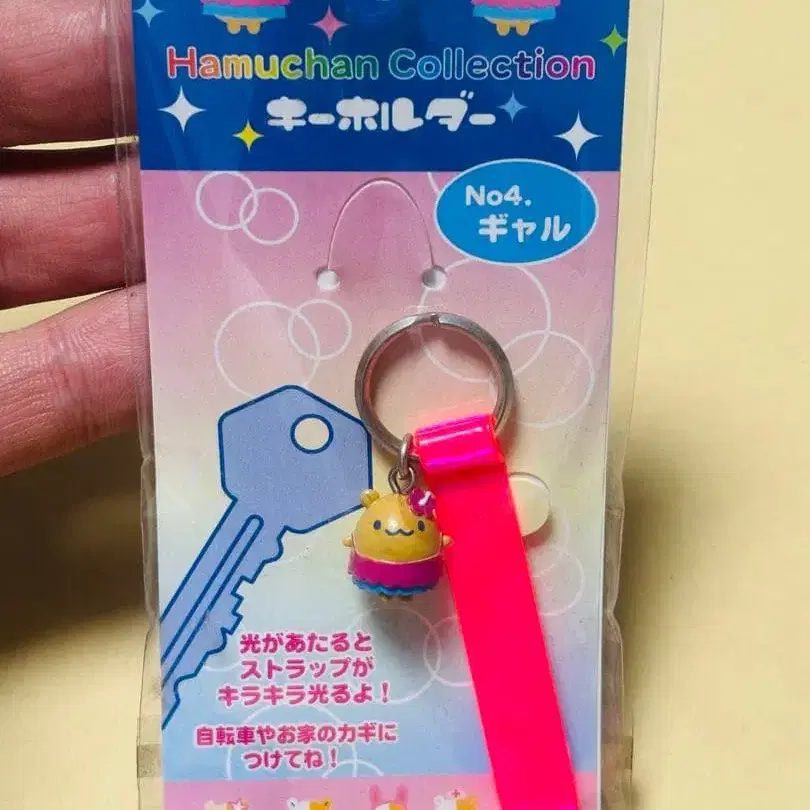 Hamuchan Collection
キーホルダー
No4.
ギャル
光があたると
ストラップが
キラキラ光るよ！
自転車やお家のカギに
つけてね！